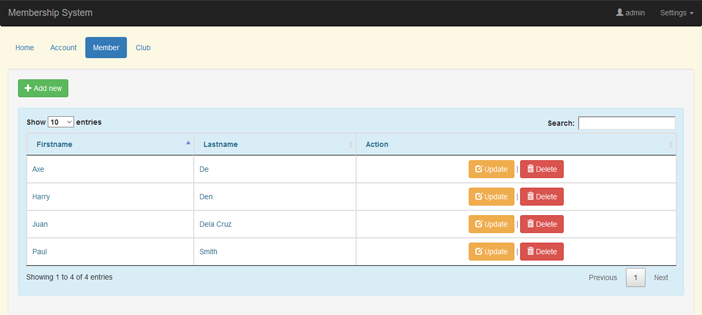 Membership System admin Settings
Home Account Member Club
Add new
Show 10 entries Search:
Firstname Lastname Action
Axe De Update | Delete
Harry Den Update | Delete
Juan Dela Cruz Update | Delete
Paul Smith Update | Delete
Showing 1 to 4 of 4 entries Previous 1 Next